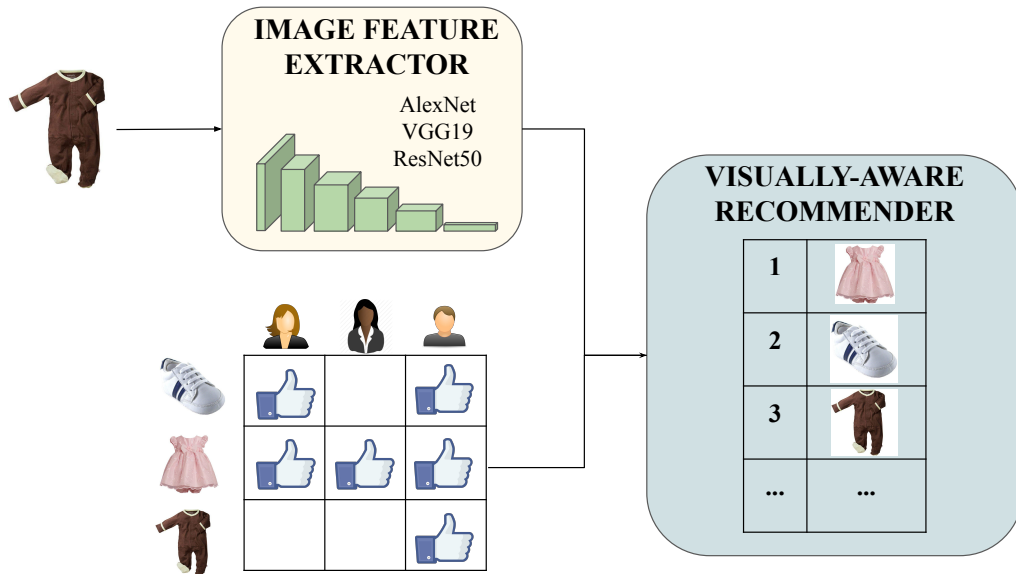 IMAGE FEATURE
EXTRACTOR
AlexNet
VGG19
ResNet50
VISUALLY-AWARE
RECOMMENDER
1
2
3
... ...